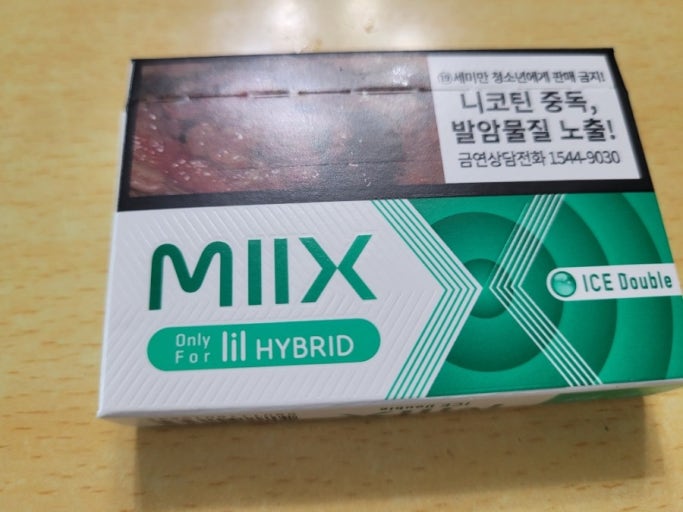 ⑲세미만 청소년에게 판매 금지!
니코틴 중독,
발암물질 노출!
금연상담전화 1544-9030
MIIX
Only
For lil HYBRID
ICE Double
ICE Double